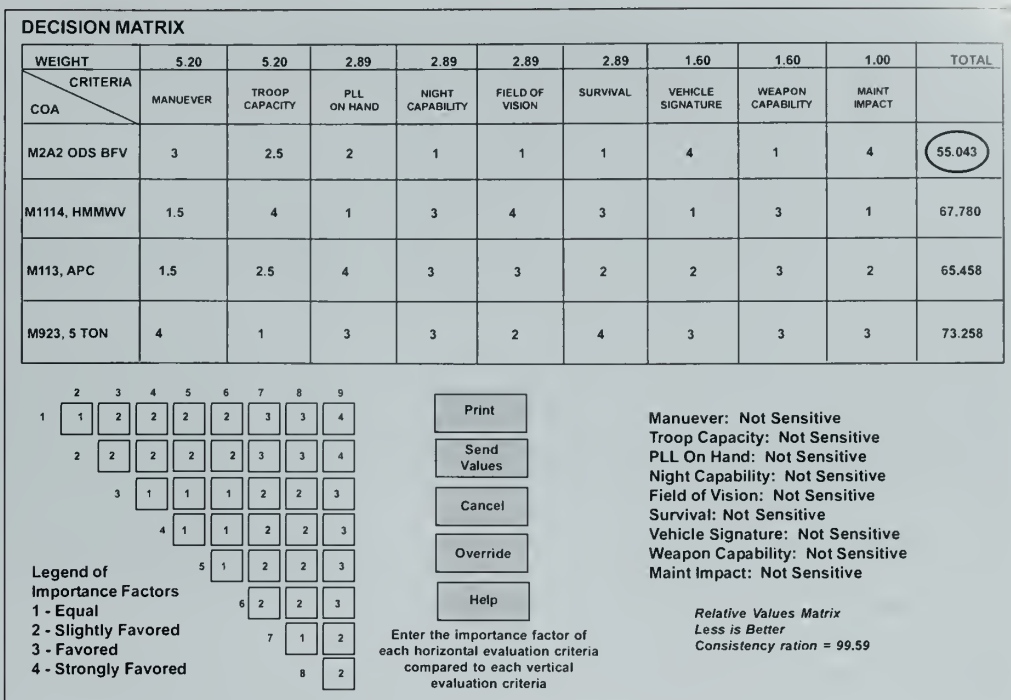 DECISION MATRIX
WEIGHT 5.20 5.20 2.89 2.89 2.89 2.89 1.60 1.60 1.00 TOTAL
CRITERIA
COA
MANUEVER TROOP CAPACITY PLL ON HAND NIGHT CAPABILITY FIELD OF VISION SURVIVAL VEHICLE SIGNATURE WEAPON CAPABILITY MAINT IMPACT
M2A2 ODS BFV 3 2.5 2 1 1 1 4 1 4 55.043
M1114, HMMWV 1.5 4 1 3 4 3 1 3 1 67.780
M113, APC 1.5 2.5 4 3 3 2 2 3 2 65.458
M923, 5 TON 4 1 3 3 2 4 3 3 3 73.258
2 3 4 5 6 7 8 9
1 1 2 2 2 2 3 3 4
2 2 2 2 2 3 3 4
3 1 1 1 2 2 3
4 1 1 2 2 3
5 1 2 2 3
6 2 2 3
7 1 2
8 2
Legend of
Importance Factors
1 - Equal
2 - Slightly Favored
3 - Favored
4 - Strongly Favored
Print
Send
Values
Cancel
Override
Help
Enter the importance factor of
each horizontal evaluation criteria
compared to each vertical
evaluation criteria
Manuever: Not Sensitive
Troop Capacity: Not Sensitive
PLL On Hand: Not Sensitive
Night Capability: Not Sensitive
Field of Vision: Not Sensitive
Survival: Not Sensitive
Vehicle Signature: Not Sensitive
Weapon Capability: Not Sensitive
Maint Impact: Not Sensitive
Relative Values Matrix
Less is Better
Consistency ration = 99.59